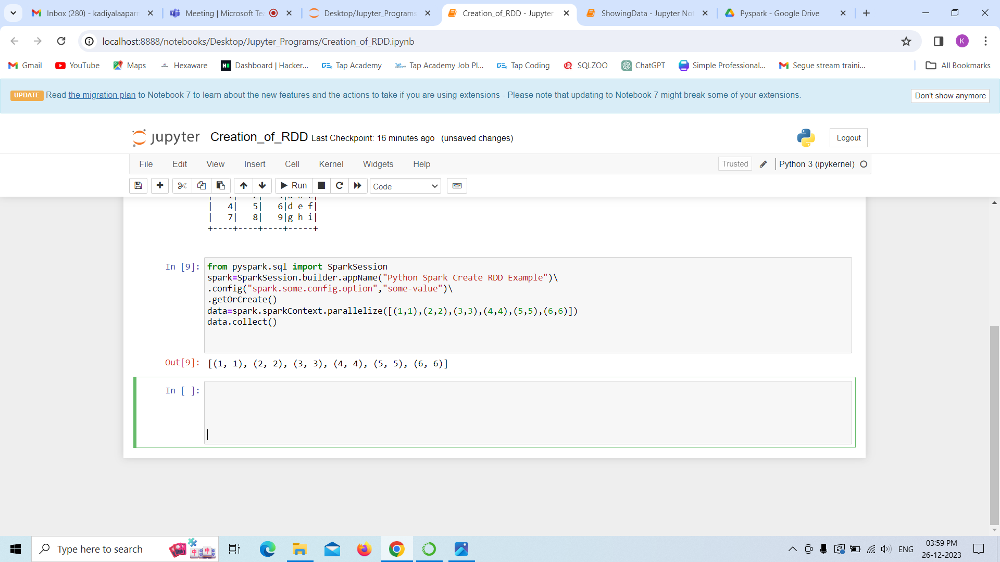 Inbox (280) - kadiyalaaparn
Meeting | Microsoft Tea
Desktop/Jupyter_Programs
Creation_of_RDD - Jupyter
ShowingData - Jupyter Not
Pyspark - Google Drive
localhost:8888/notebooks/Desktop/Jupyter_Programs/Creation_of_RDD.ipynb
K
Gmail
YouTube
Maps
Hexaware
Dashboard | Hacker...
Tap Academy
Tap Academy Job Pl...
Tap Coding
SQLZOO
ChatGPT
Simple Professional...
Segue stream traini...
All Bookmarks
UPDATE Read the migration plan to Notebook 7 to learn about the new features and the actions to take if you are using extensions - Please note that updating to Notebook 7 might break some of your extensions.
Don't show anymore
jupyter Creation_of_RDD Last Checkpoint: 16 minutes ago (unsaved changes)
Logout
File Edit View Insert Cell Kernel Widgets Help
Trusted
Python 3 (ipykernel)
Run
Code
|   4|   5|   6|d e f|
|   7|   8|   9|g h i|
+----+----+----+-----+
In [9]:
from pyspark.sql import SparkSession
spark=SparkSession.builder.appName("Python Spark Create RDD Example")\
.config("spark.some.config.option","some-value")\
.getOrCreate()
data=spark.sparkContext.parallelize([(1,1),(2,2),(3,3),(4,4),(5,5),(6,6)])
data.collect()
Out[9]: [(1, 1), (2, 2), (3, 3), (4, 4), (5, 5), (6, 6)]
In [ ]:
Type here to search
ENG
03:59 PM
26-12-2023